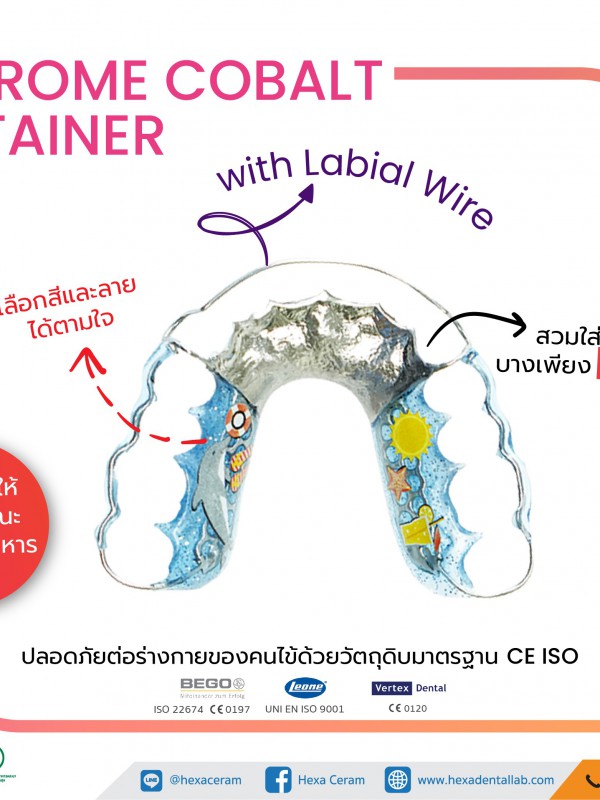 ROME COBALT
TAINER
with Labial Wire
เลือกสีและลาย
ได้ตามใจ
สวมใส่
บางเพียง
ให้
นะ
หาร
ปลอดภัยต่อร่างกายของคนไข้ด้วยวัตถุดิบมาตรฐาน CE ISO
BEGO
Miteinander zum Erfolg
Leone
Vertex Dental
ISO 22674 CE 0197
UNI EN ISO 9001
CE 0120
LINE @hexaceram
f Hexa Ceram
www.hexadentallab.com